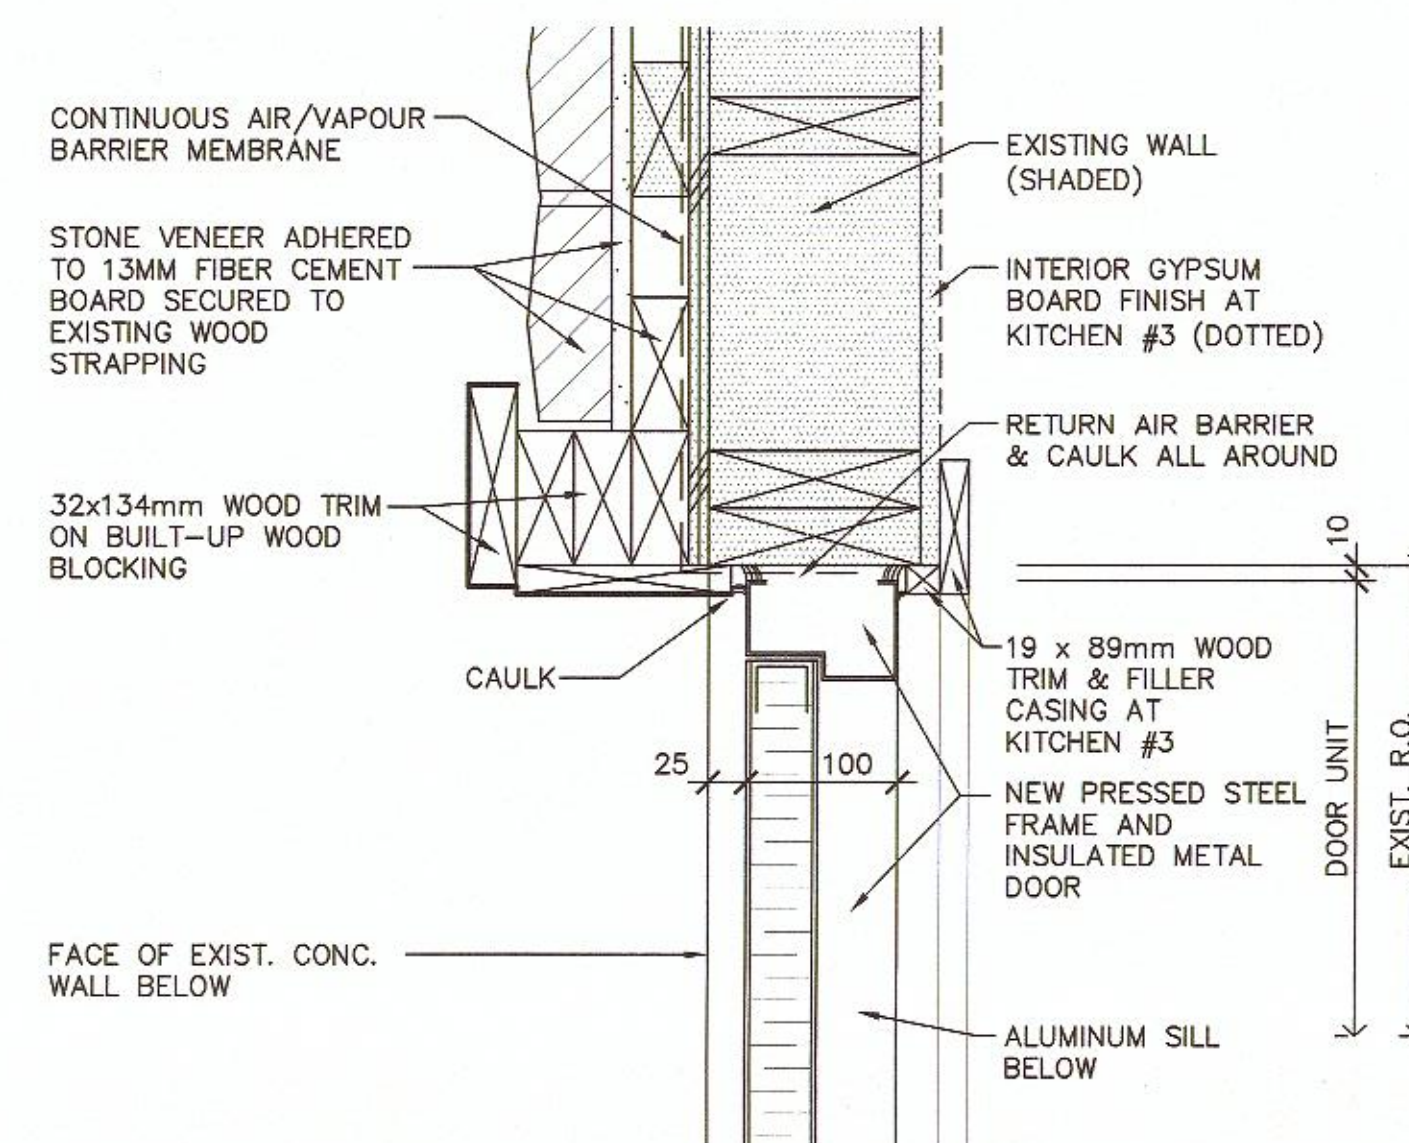 CONTINUOUS AIR/VAPOUR
BARRIER MEMBRANE
STONE VENEER ADHERED
TO 13MM FIBER CEMENT
BOARD SECURED TO
EXISTING WOOD
STRAPPING
32x134mm WOOD TRIM
ON BUILT-UP WOOD
BLOCKING
CAULK
FACE OF EXIST. CONC.
WALL BELOW
25
100
EXISTING WALL
(SHADED)
INTERIOR GYPSUM
BOARD FINISH AT
KITCHEN #3 (DOTTED)
RETURN AIR BARRIER
& CAULK ALL AROUND
19 x 89mm WOOD
TRIM & FILLER
CASING AT
KITCHEN #3
NEW PRESSED STEEL
FRAME AND
INSULATED METAL
DOOR
ALUMINUM SILL
BELOW
10
DOOR UNIT
EXIST. R.O.